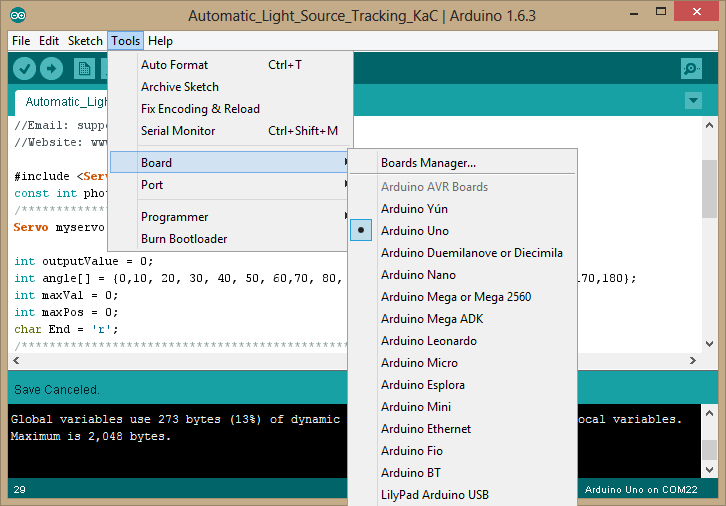 Automatic_Light_Source_Tracking_KaC | Arduino 1.6.3
File Edit Sketch Tools Help
Auto Format Ctrl+T
Archive Sketch
Fix Encoding & Reload
Serial Monitor Ctrl+Shift+M
Board
Port
Programmer
Burn Bootloader
Boards Manager...
Arduino AVR Boards
Arduino Yún
Arduino Uno
Arduino Duemilanove or Diecimila
Arduino Nano
Arduino Mega or Mega 2560
Arduino Mega ADK
Arduino Leonardo
Arduino Micro
Arduino Esplora
Arduino Mini
Arduino Ethernet
Arduino Fio
Arduino BT
LilyPad Arduino USB
Automatic_Ligh
//Email: suppo
//Website: www
#include <Serv
const int phot
/**************
Servo myservo
int outputValue = 0;
int angle[] = {0,10, 20, 30, 40, 50, 60,70, 80, 170,180};
int maxVal = 0;
int maxPos = 0;
char End = 'r';
/*****************************************
Save Canceled.
Global variables use 273 bytes (13%) of dynamic ocal variables.
Maximum is 2,048 bytes.
29 Arduino Uno on COM22